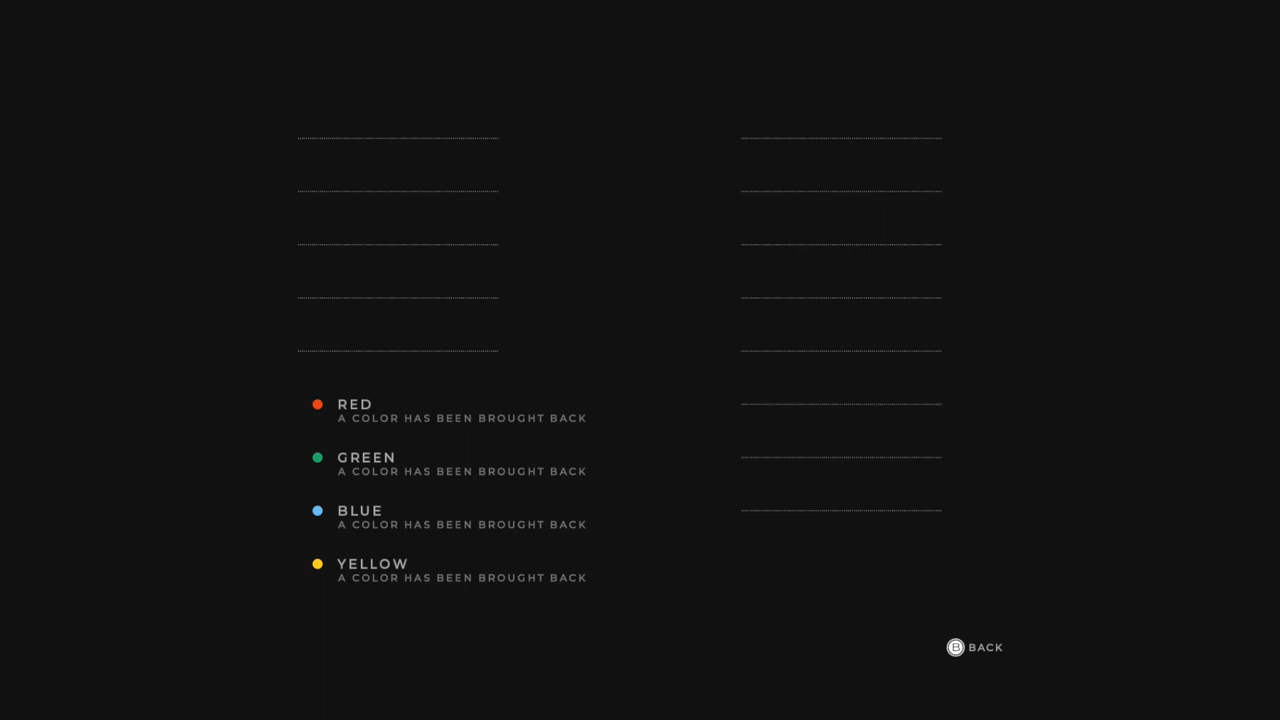 RED
A COLOR HAS BEEN BROUGHT BACK
GREEN
A COLOR HAS BEEN BROUGHT BACK
BLUE
A COLOR HAS BEEN BROUGHT BACK
YELLOW
A COLOR HAS BEEN BROUGHT BACK
B BACK